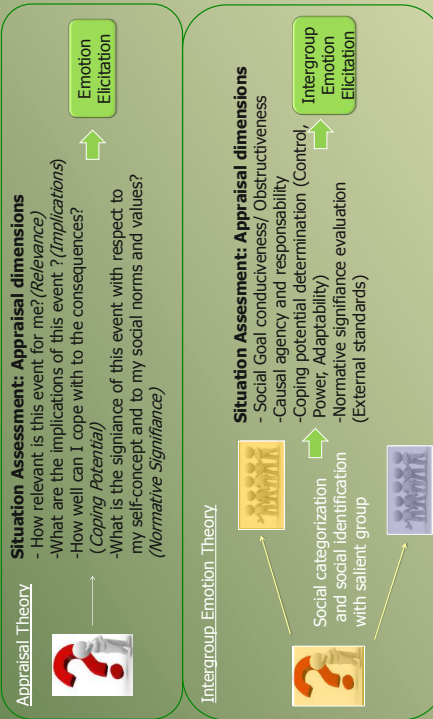 Appraisal Theory
Situation Assessment: Appraisal dimensions
- How relevant is this event for me?(Relevance)
-What are the implications of this event ?(Implications)
-How well can I cope with to the consequences?
(Coping Potential)
-What is the signiance of this event with respect to
my self-concept and to my social norms and values?
(Normative Signifiance)
Emotion
Elicitation
Intergroup Emotion Theory
Social categorization
and social identification
with salient group
Situation Assessment: Appraisal dimensions
- Social Goal conduciveness/ Obstructiveness
-Causal agency and responsability
-Coping potential determination (Control,
Power, Adaptability)
-Normative signifiance evaluation
(External standards)
Intergroup
Emotion
Elicitation